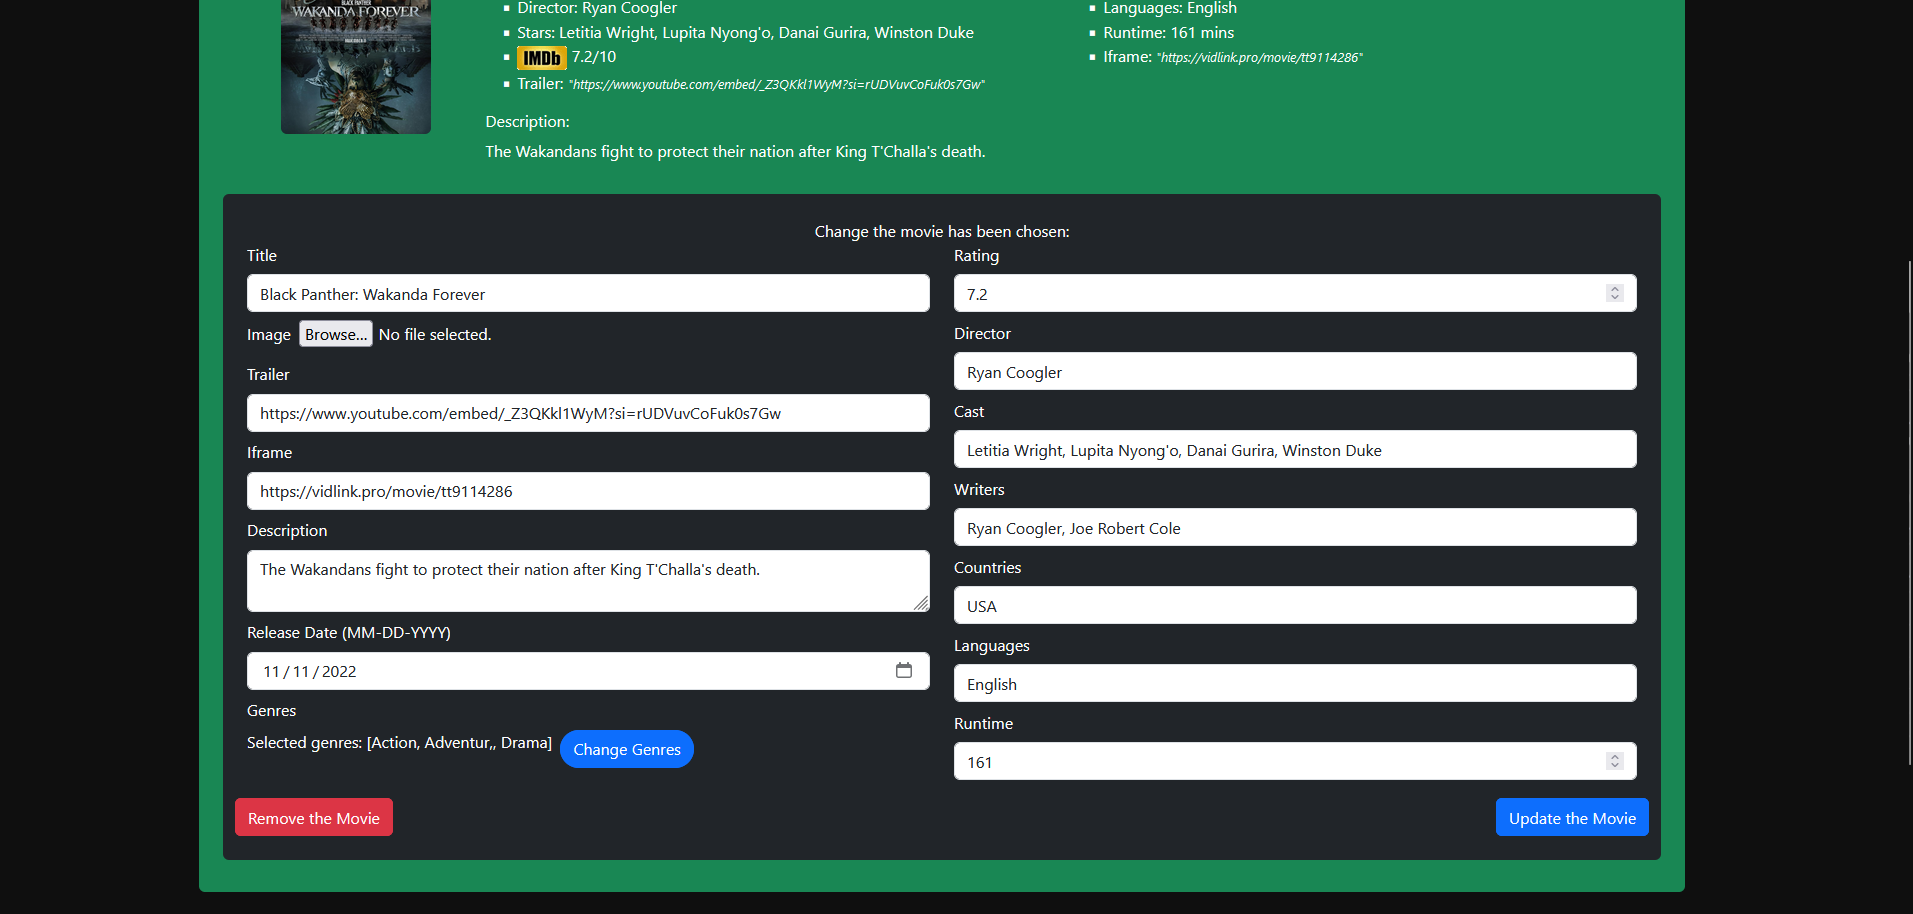 BLACK PANTHER
WAKANDA FOREVER
Director: Ryan Coogler
Stars: Letitia Wright, Lupita Nyong'o, Danai Gurira, Winston Duke
IMDb 7.2/10
Trailer: "https://www.youtube.com/embed/_Z3QKkl1WyM?si=rUDVuvCoFuk0s7Gw"
Languages: English
Runtime: 161 mins
Iframe: "https://vidlink.pro/movie/tt9114286"
Description:
The Wakandans fight to protect their nation after King T'Challa's death.
Change the movie has been chosen:
Title
Black Panther: Wakanda Forever
Image Browse... No file selected.
Trailer
https://www.youtube.com/embed/_Z3QKkl1WyM?si=rUDVuvCoFuk0s7Gw
Iframe
https://vidlink.pro/movie/tt9114286
Description
The Wakandans fight to protect their nation after King T'Challa's death.
Release Date (MM-DD-YYYY)
11 / 11 / 2022
Genres
Selected genres: [Action, Adventur,, Drama] Change Genres
Rating
7.2
Director
Ryan Coogler
Cast
Letitia Wright, Lupita Nyong'o, Danai Gurira, Winston Duke
Writers
Ryan Coogler, Joe Robert Cole
Countries
USA
Languages
English
Runtime
161
Remove the Movie
Update the Movie